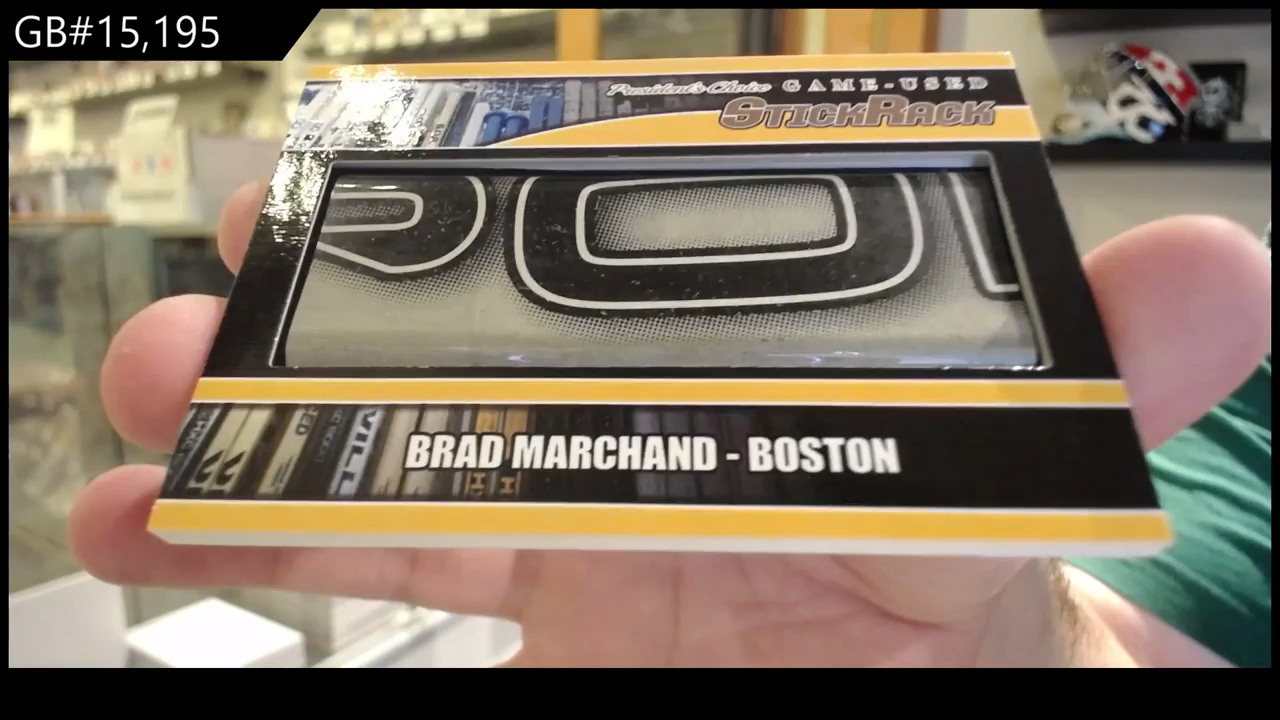 GB#15,195
President's Choice GAME-USED
STICKRACK
BRAD MARCHAND - BOSTON